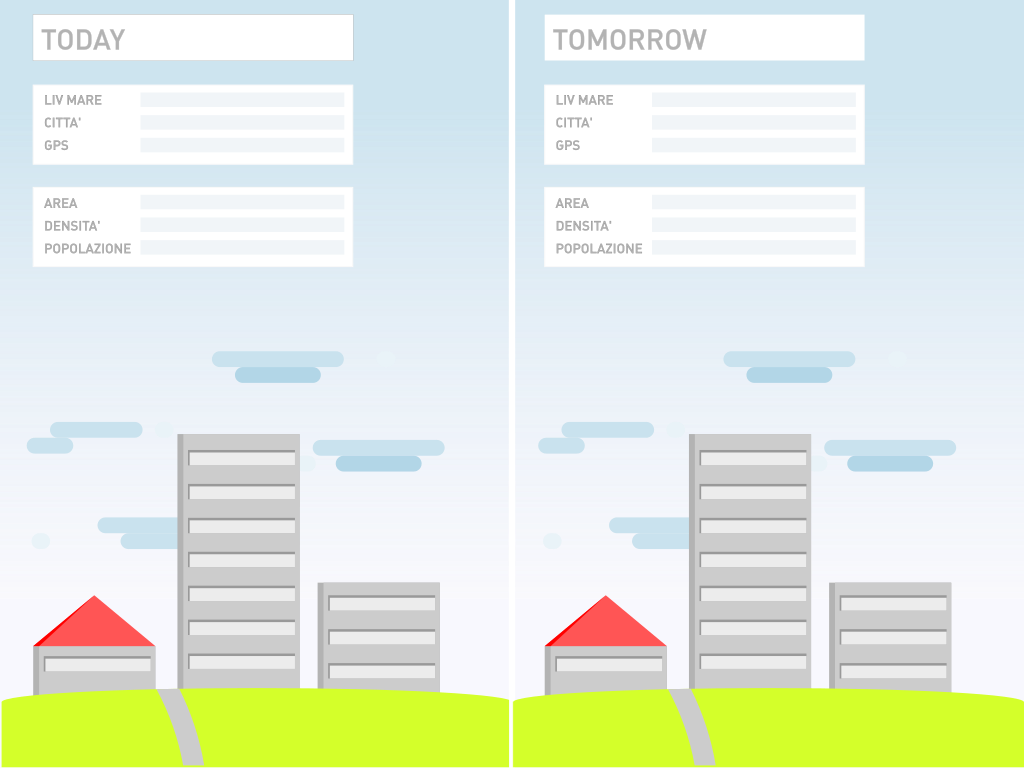 TODAY
LIV MARE
CITTA'
GPS
AREA
DENSITA'
POPOLAZIONE
TOMORROW
LIV MARE
CITTA'
GPS
AREA
DENSITA'
POPOLAZIONE